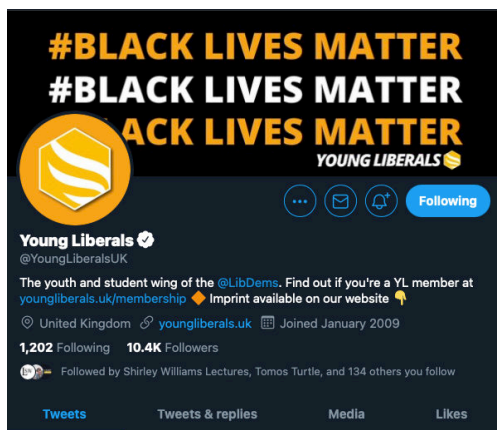 #BLACK LIVES MATTER
#BLACK LIVES MATTER
ACK LIVES MATTER
YOUNG LIBERALS
Following
Young Liberals
@YoungLiberalsUK
The youth and student wing of the @LibDems. Find out if you're a YL member at
youngliberals.uk/membership 🔶 Imprint available on our website 👇
United Kingdom youngliberals.uk Joined January 2009
1,202 Following 10.4K Followers
Followed by Shirley Williams Lectures, Tomos Turtle, and 134 others you follow
Tweets Tweets & replies Media Likes